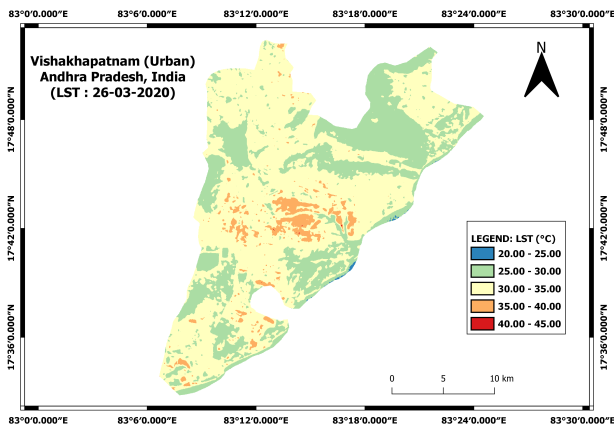 83°0′0.000″E 83°6′0.000″E 83°12′0.000″E 83°18′0.000″E 83°24′0.000″E 83°30′0.000″E
Vishakhapatnam (Urban)
Andhra Pradesh, India
(LST : 26-03-2020)
N
17°48′0.000″N 17°48′0.000″N
17°42′0.000″N 17°42′0.000″N
17°36′0.000″N 17°36′0.000″N
LEGEND: LST (°C)
20.00 - 25.00
25.00 - 30.00
30.00 - 35.00
35.00 - 40.00
40.00 - 45.00
0 5 10 km
83°0′0.000″E 83°6′0.000″E 83°12′0.000″E 83°18′0.000″E 83°24′0.000″E 83°30′0.000″E